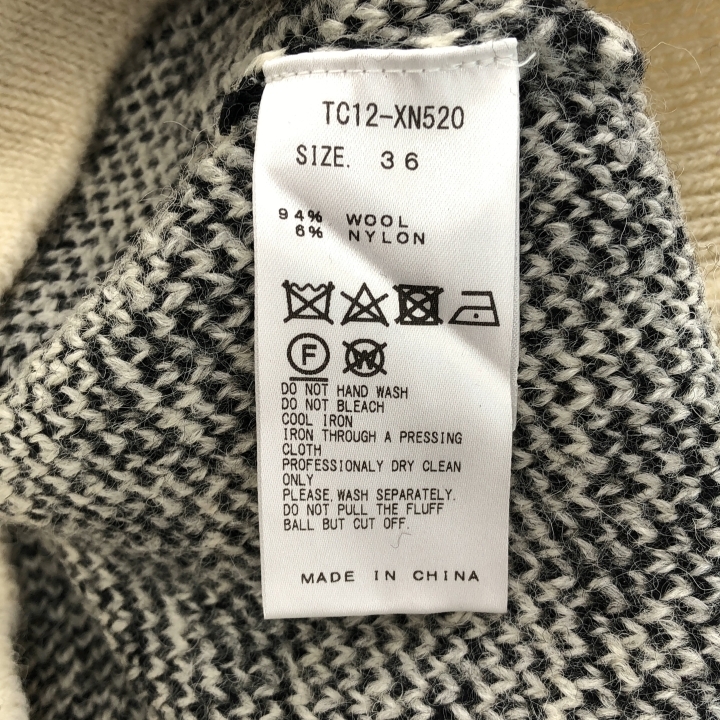 TC12-XN520
SIZE. 36
94% WOOL
6% NYLON
F W
DO NOT HAND WASH
DO NOT BLEACH
COOL IRON
IRON THROUGH A PRESSING
CLOTH
PROFESSIONALY DRY CLEAN
ONLY
PLEASE,WASH SEPARATELY.
DO NOT PULL THE FLUFF
BALL BUT CUT OFF.
MADE IN CHINA